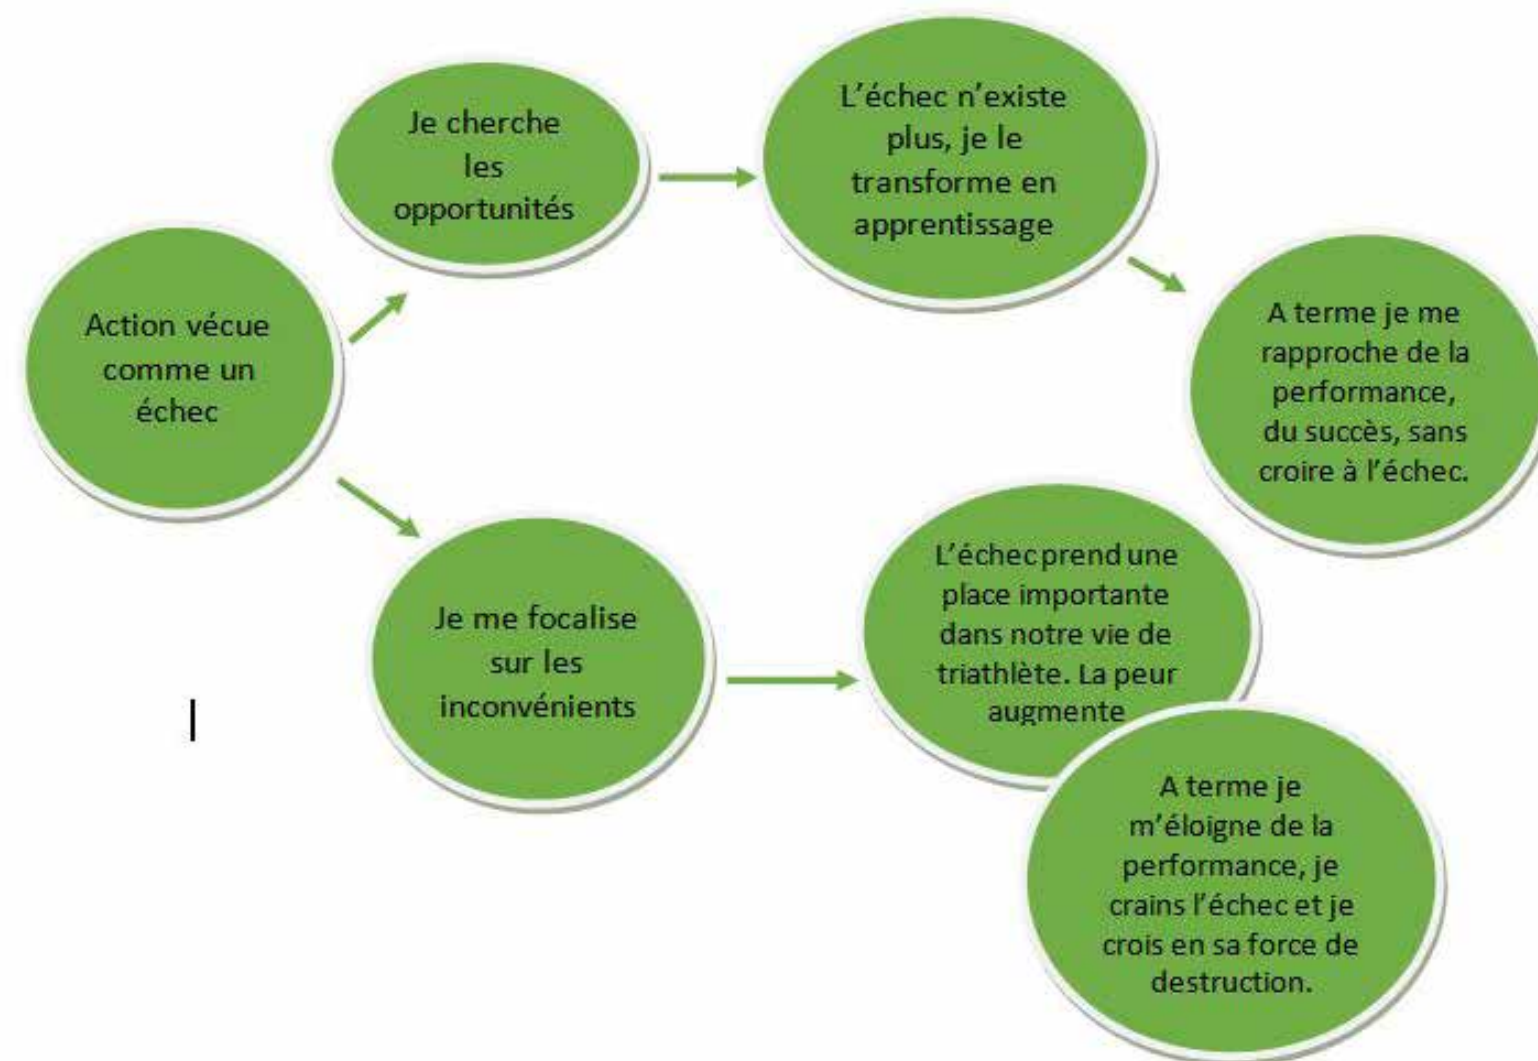 Action vécue
comme un
échec
Je cherche
les
opportunités
L'échec n'existe
plus, je le
transforme en
apprentissage
A terme je me
rapproche de la
performance,
du succès, sans
croire à l'échec.
Je me focalise
sur les
inconvénients
L'échec prend une
place importante
dans notre vie de
triathlète. La peur
augmente
A terme je
m'éloigne de la
performance, je
crains l'échec et je
crois en sa force de
destruction.